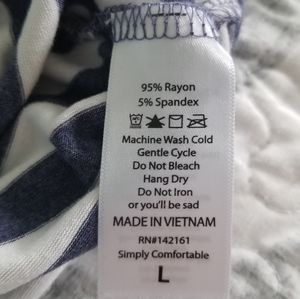 95% Rayon
5% Spandex
Machine Wash Cold
Gentle Cycle
Do Not Bleach
Hang Dry
Do Not Iron
or you'll be sad
MADE IN VIETNAM
RN#142161
Simply Comfortable
L